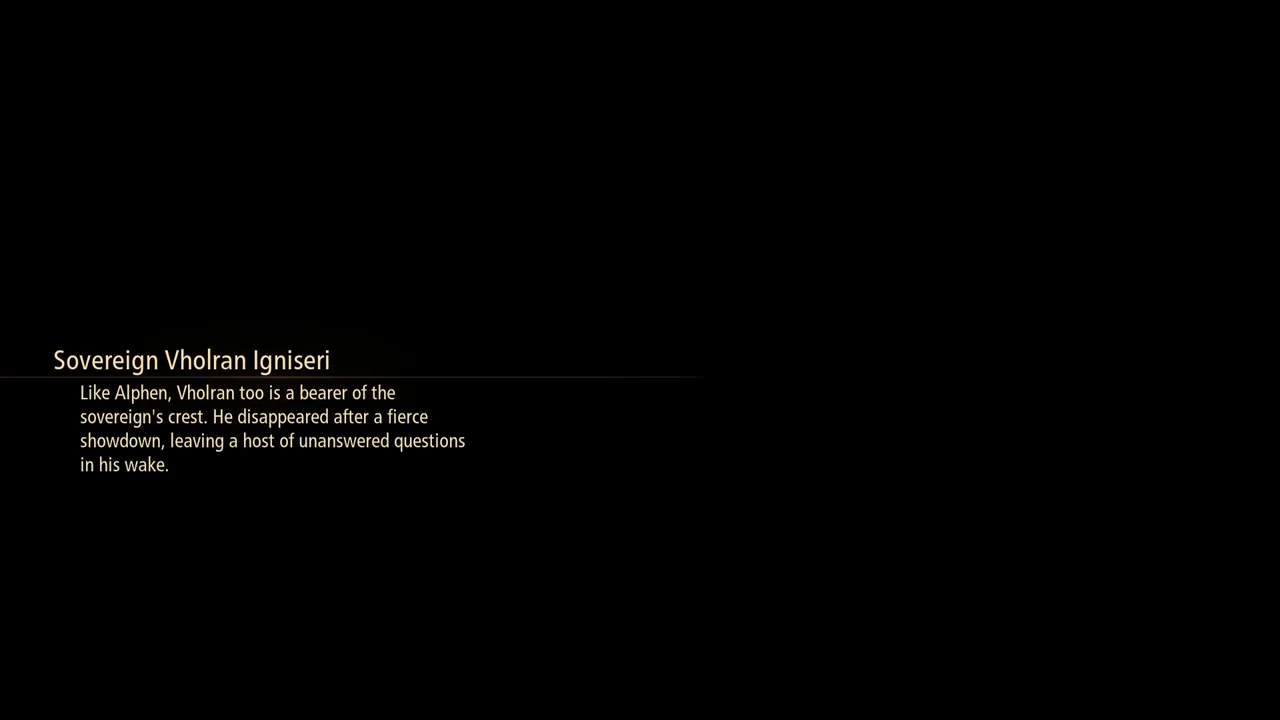 Sovereign Vholran Igniseri
Like Alphen, Vholran too is a bearer of the
sovereign's crest. He disappeared after a fierce
showdown, leaving a host of unanswered questions
in his wake.